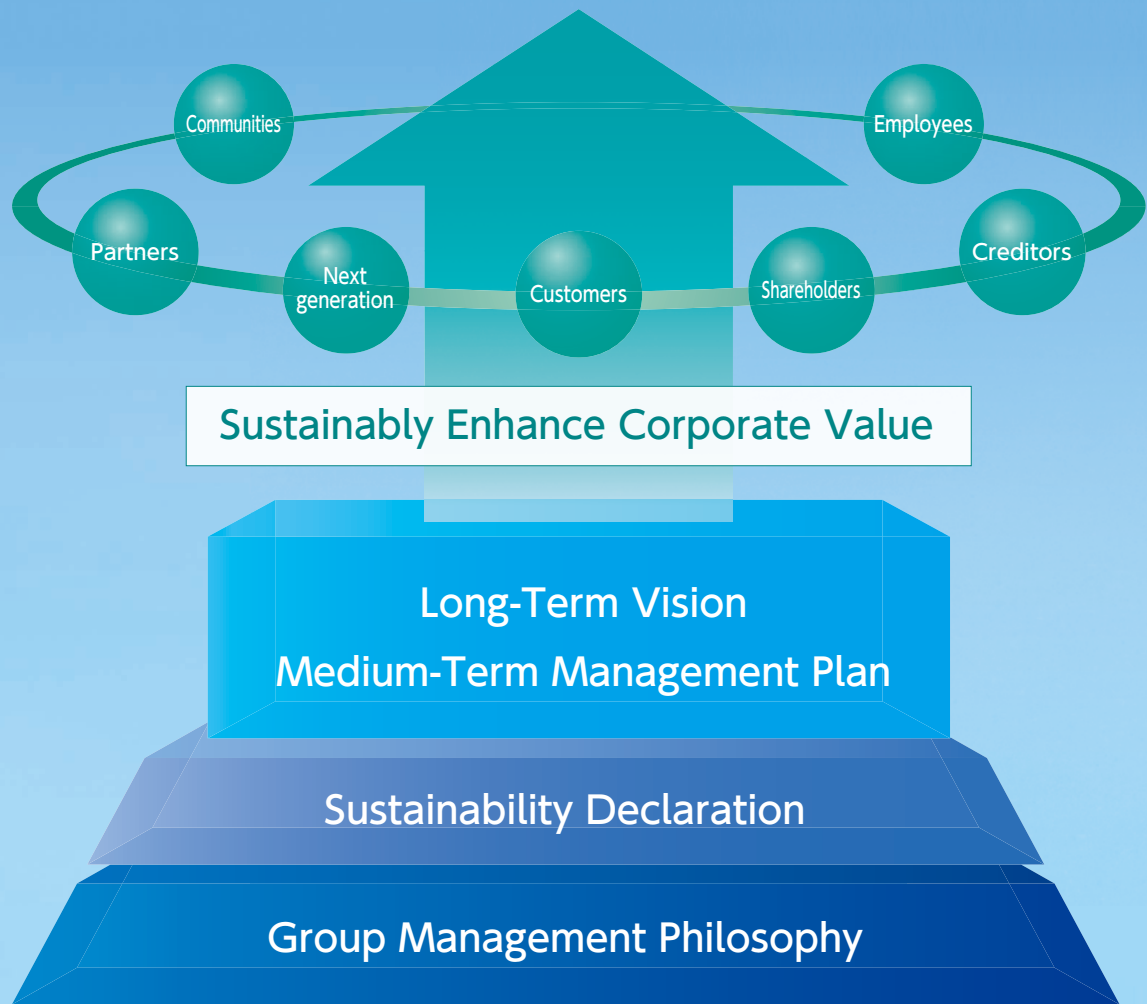 Communities
Employees
Partners
Creditors
Next
generation
Customers
Shareholders
Sustainably Enhance Corporate Value
Long-Term Vision
Medium-Term Management Plan
Sustainability Declaration
Group Management Philosophy